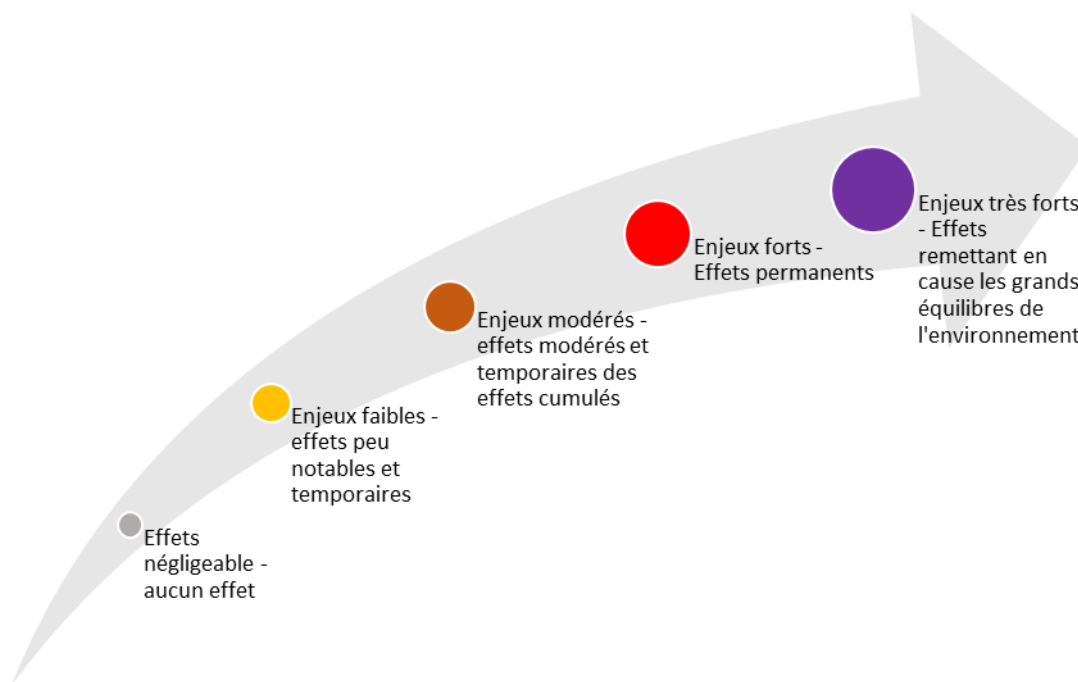 Effets
négligeable -
aucun effet
Enjeux faibles -
effets peu
notables et
temporaires
Enjeux modérés -
effets modérés et
temporaires des
effets cumulés
Enjeux forts -
Effets permanents
Enjeux très forts
- Effets
remettant en
cause les grands
équilibres de
l'environnement